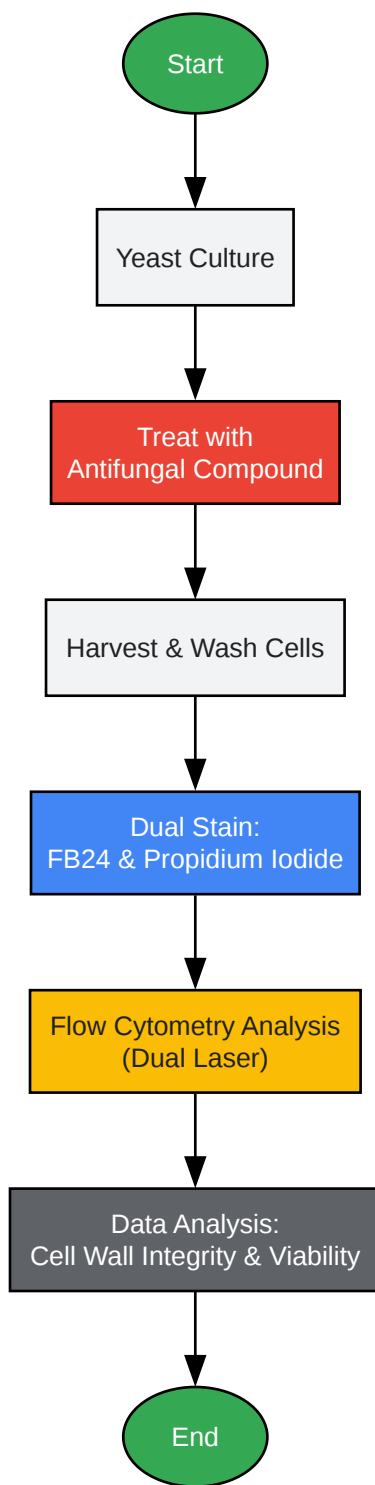 Start
Yeast Culture
Treat with
Antifungal Compound
Harvest & Wash Cells
Dual Stain:
FB24 & Propidium Iodide
Flow Cytometry Analysis
(Dual Laser)
Data Analysis:
Cell Wall Integrity & Viability
End